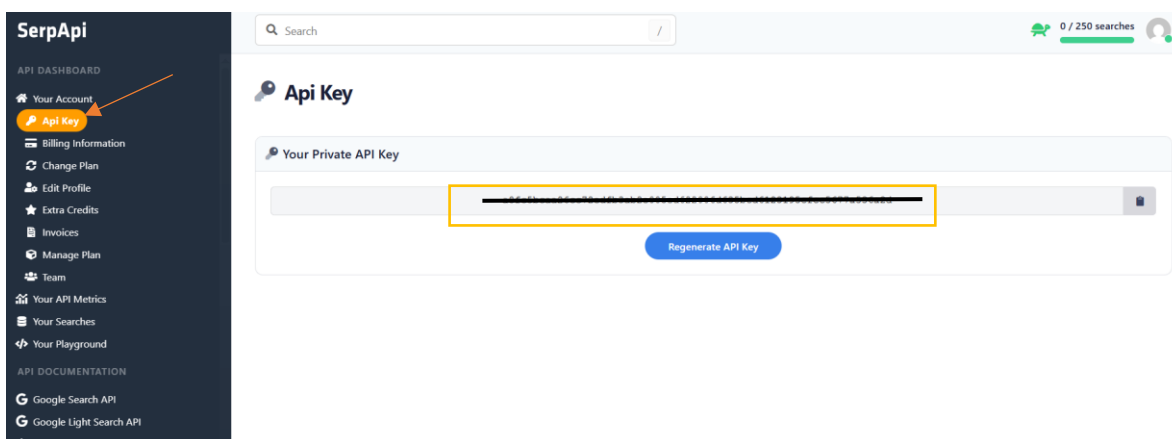 SerpApi
Search
/
0 / 250 searches
API DASHBOARD
Your Account
Api Key
Billing Information
Change Plan
Edit Profile
Extra Credits
Invoices
Manage Plan
Team
Your API Metrics
Your Searches
Your Playground
API DOCUMENTATION
Google Search API
Google Light Search API
Api Key
Your Private API Key
Regenerate API Key